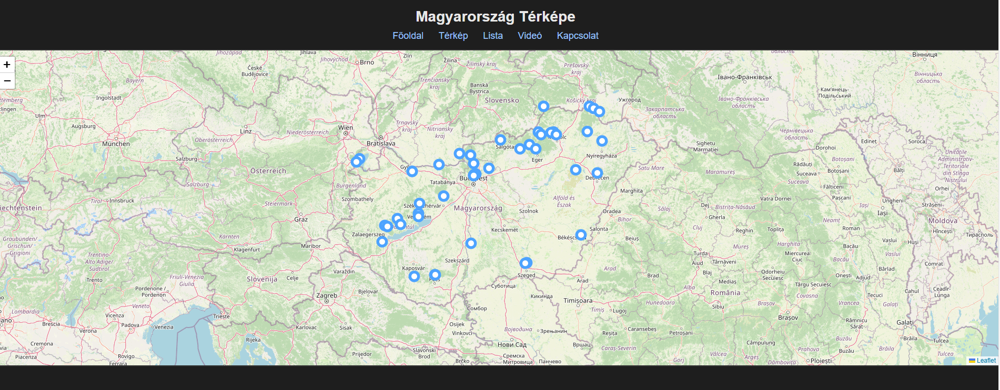 Magyarország Térképe
Főoldal Térkép Lista Videó Kapcsolat
+
−
Jihozápad
Jihlava
Zlín
Jihovýchod
Brno
Žilina
Žilinský kraj
Prešovský kraj
область
Вінниця
České Budějovice
Bayern
Trenčiansky kraj
Івано-Франківськ
Вінницька область
Banská Bystrica
Slovensko
Košický kraj
Ужгород
Івано-Франківська область
Кам'янець-Подільський
Ingolstadt
ttemberg
tlingen
Ulm
Закарпатська область
Augsburg
Linz
Niederösterreich
Wien
Trnavský kraj
Nitriansky kraj
Чернівецька область
Oberösterreich
München
Bratislava
Salgóta
Sighetu Marmației
Dorohoi
Edineț
Soroca
Salzburg
Eger
Nyíregyháza
Botoșani
Unitățile Administrativ-Teritoriale din Stînga Nistrului
Österreich
Győ
Satu Mare
Maramureș
Rădăuți
Suceava
Botoșani
Bălți
Salzburg
Burgenland
Tatabánya
Budapest
Debrecen
Suceava
Fălticeni
Orhei
Marghita
Pașcani
Ungheni
Strășeni
iechtenstein
Tirol
Innsbruck
Steiermark
Szombathely
Alföld és Észak
Vatra Dornei
Iași
Székesfehérvár
Magyarország
Szolnok
Oradea
Sălaj
Dej
Bistrița-Năsăud
Iași
Graz
Bihor
Gherla
Neamț
Moldova
Zalaegerszeg
Kecskemét
Salonta
Cluj
Reghin
Toplița
Roman
Hîncești
Тирасполь
Graubünden/ Grischun/ Grigioni
Kärnten
Klagenfurt
Maribor
Békéscs
Beiuș
Mureș
Harghita
Bacău
Vaslui
Huși
Trentino-Alto Adige/ Südtirol
Szekszárd
Turda
Aiud
Târnăveni
Miercurea Ciuc
Bacău
Vaslui
Comrat
Kaposvár
Varaždin
Szeged
Arad
Brad
Blaj
Odorheiu Secuiesc
Onești
Adjud
Bârlad
Trento
Friuli-Venezia Giulia
Slovenija
Celje
Arad
Mediaș
Târgu Secuiesc
Pordenone / Pordenon
Zagreb
Bjelovar
Суботица
Alba
România
Covasna
Cahul
Ceadîr-Lunga
Veneto
Кикинда
Timișoara
Hunedoara
Sibiu
Brașov
Vrancea
Tecuci
Galați
Lombardia
Vicenza
Trieste
Сомбор
Timiș
Lugoj
Brașov
Râmnicu Sărat
Galați
Brescia
Verona
Padova
Venezia
Karlovac
Sisak
Osijek
Vinkovci
Војводина
Зрењанин
Reșița
Caransebeș
Petroșani
Buzău
Brăila
Cremona
Rijeka
Нови Сад
Вршац
Caraș-Severin
Câmpulung
Prahova
Buzău
Brăila
Tulcea
Piacenza
Rovigo
Ferrara
Prijedor
Slavonski Brod
Brčko
Сремска Митровица
Панчево
Gorj
Vâlcea
Argeș
Dâmbovița
Ploiești
Tulcea
Leaflet